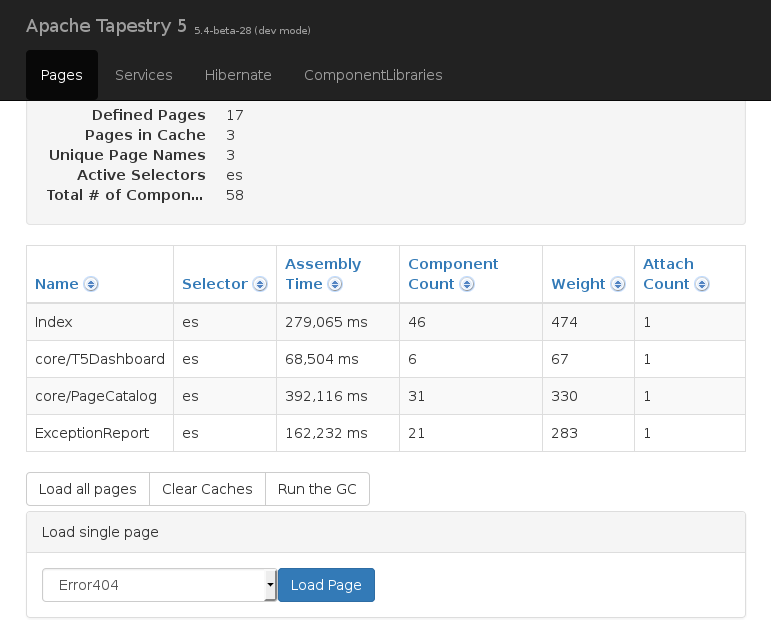 Apache Tapestry 5 5.4-beta-28 (dev mode)
Pages Services Hibernate ComponentLibraries
Defined Pages 17
Pages in Cache 3
Unique Page Names 3
Active Selectors es
Total # of Compon... 58
Name Selector Assembly Time Component Count Weight Attach Count
Index es 279,065 ms 46 474 1
core/T5Dashboard es 68,504 ms 6 67 1
core/PageCatalog es 392,116 ms 31 330 1
ExceptionReport es 162,232 ms 21 283 1
Load all pages Clear Caches Run the GC
Load single page
Error404 Load Page